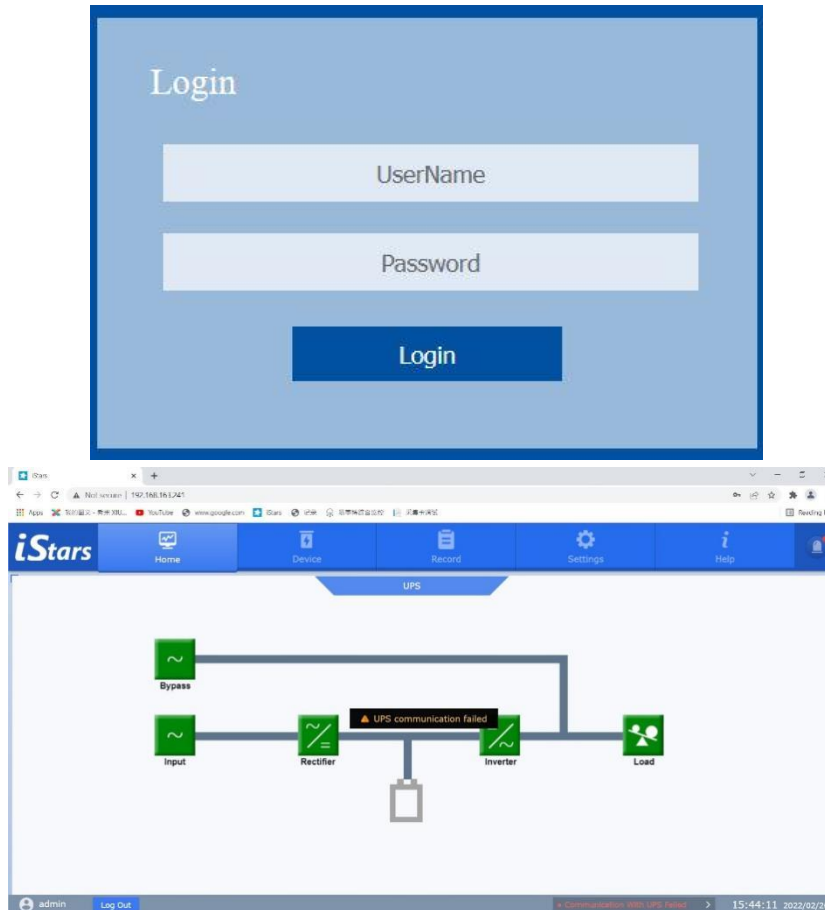 Login
UserName
Password
Login
iStars
Not secure | 192.168.163.241
Apps
YouTube
www.google.com
iStars
Reading
iStars
Home
Device
Record
Settings
Help
UPS
Bypass
UPS communication failed
Input
Rectifier
Inverter
Load
admin
Log Out
Communication With UPS Failed
15:44:11